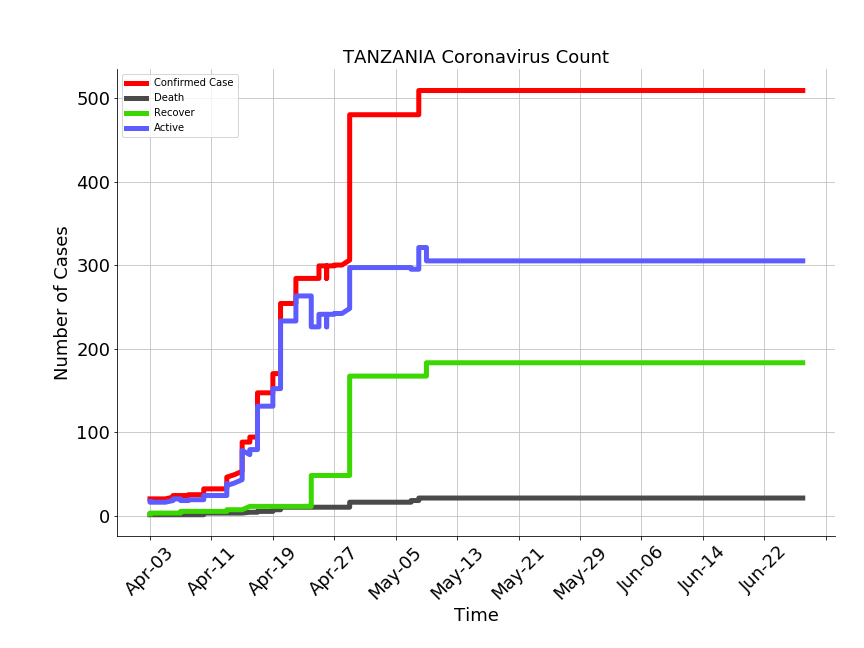 TANZANIA Coronavirus Count
Confirmed Case
Death
Recover
Active
Number of Cases
500
400
300
200
100
0
Apr-03
Apr-11
Apr-19
Apr-27
May-05
May-13
May-21
May-29
Jun-06
Jun-14
Jun-22
Time